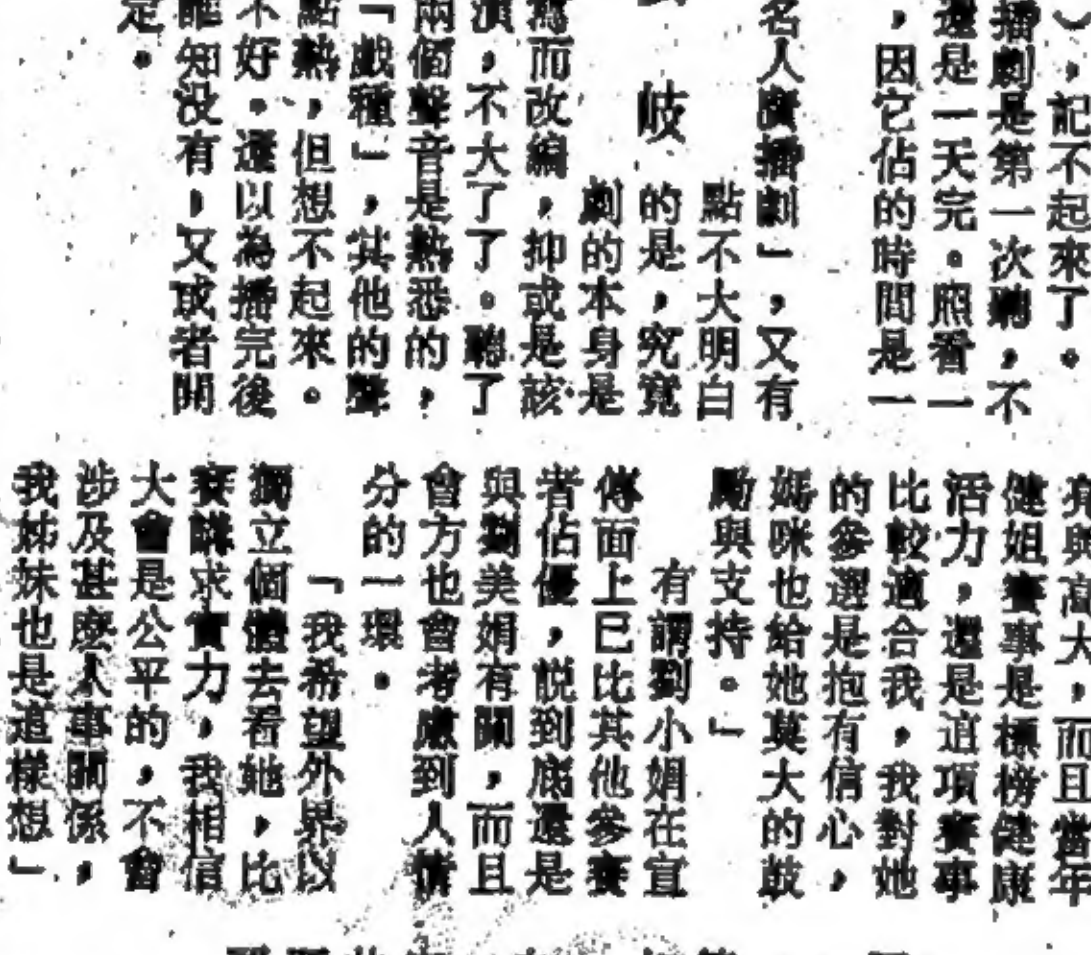 ），記不起來了。
播劇是第一次聽，不
還是一天完。照看一
，因它佔的時間是一
名人廣播劇」，又有
點不大明白
的是，究竟
劇的本身是
寫而改編，抑或是該
演，不大了了。聽了
兩個聲音是熟悉的，
「戲種」，其他的聲
點熱，但想不起來。
不好。還以為播完後
誰知没有，又或者開
定。
岐
亮與高大，而且當年
健姐賽事是標榜健康
活力，還是這項賽事
比較適合我，我對她
的參選是抱有信心，
媽咪也給她莫大的鼓
勵與支持。」
有謂劉小娟在宣
傳面上已比其他參賽
者佔優，説到底還是
與劉美娟有關，而且
會方也會考慮到人情
分的一環。
「我希望外界以
獨立個體去看她，比
賽講求實力，我相信
大會是公平的，不會
涉及甚麼人事關係，
我姊妹也是這樣想」